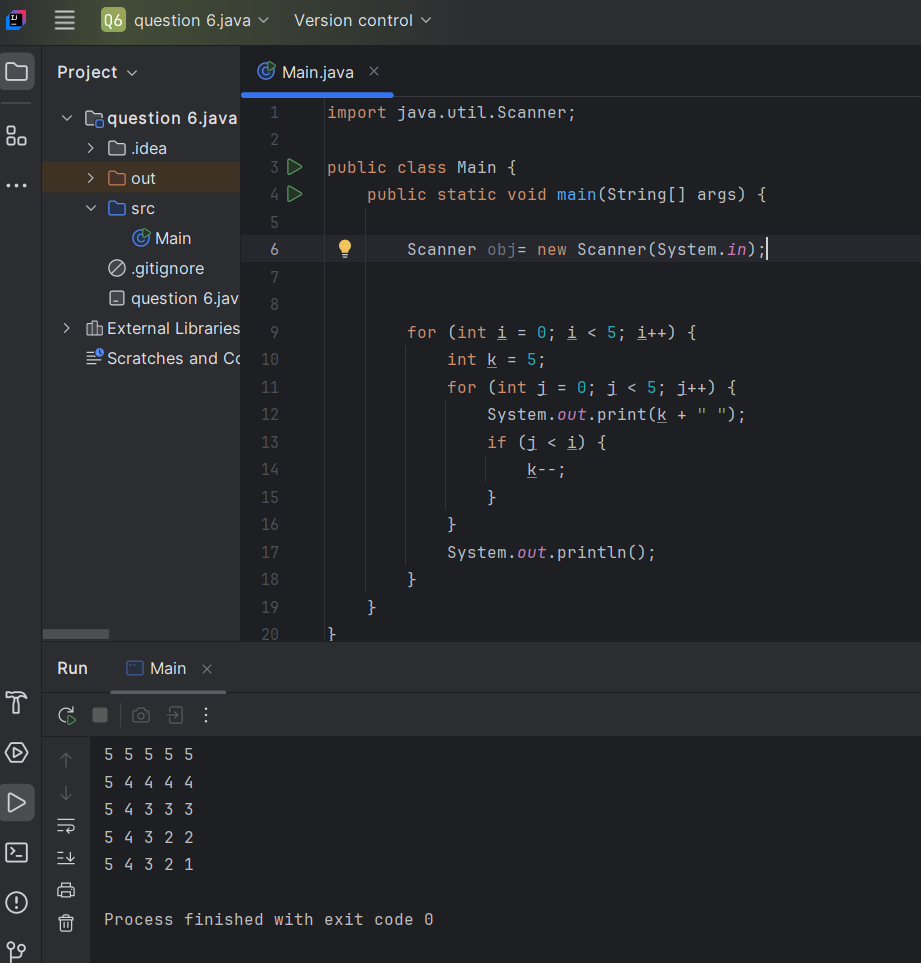 Q6 question 6.java Version control
Project
question 6.java
.idea
out
src
Main
.gitignore
question 6.jav
External Libraries
Scratches and Co
Main.java
1 import java.util.Scanner;
2
3 public class Main {
4 public static void main(String[] args) {
5
6 Scanner obj= new Scanner(System.in);
7
8
9 for (int i = 0; i < 5; i++) {
10 int k = 5;
11 for (int j = 0; j < 5; j++) {
12 System.out.print(k + " ");
13 if (j < i) {
14 k--;
15 }
16 }
17 System.out.println();
18 }
19 }
20 }
Run Main
5 5 5 5 5
5 4 4 4 4
5 4 3 3 3
5 4 3 2 2
5 4 3 2 1
Process finished with exit code 0